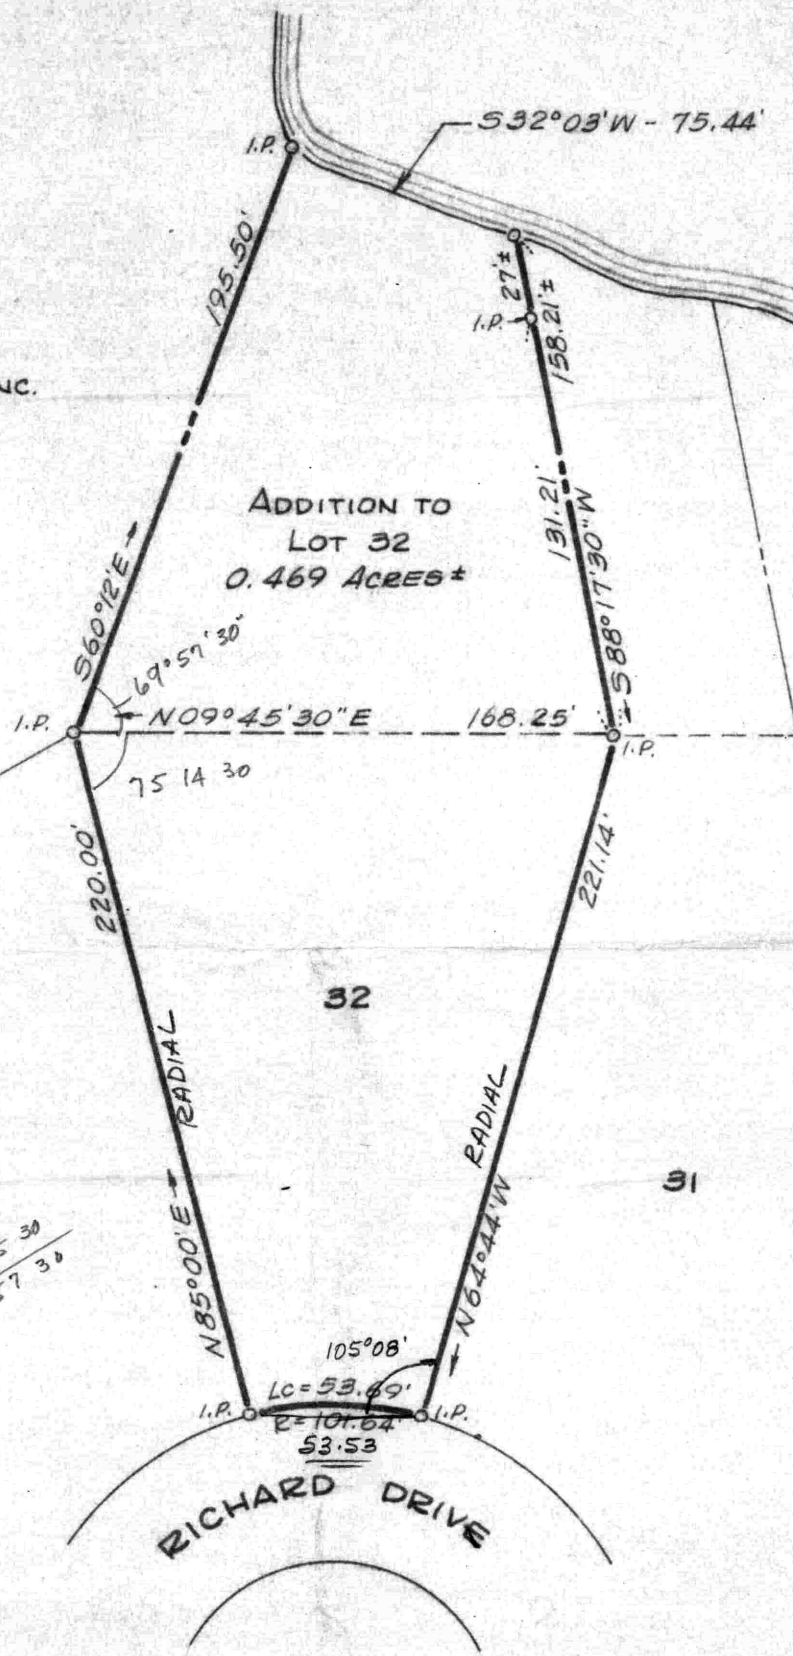 S32°03'W - 75.44'
I.P.
195.50'
27'±
I.P.
158.21'±
NC.
ADDITION TO
LOT 32
0.469 ACRES±
131.21'
S88°17'30"W
S60°12'E
69°57'30"
I.P.
N09°45'30"E
168.25'
I.P.
75 14 30
220.00'
221.14'
32
RADIAL
RADIAL
31
N85°00'E
N64°44'W
30
7 30
105°08'
LC = 53.69'
I.P.
R = 101.64'
I.P.
53.53
RICHARD DRIVE